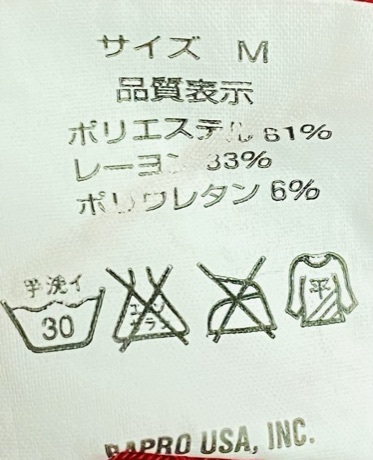 サイズ M
品質表示
ポリエステル 61%
レーヨン 33%
ポリウレタン 6%
手洗イ
30
平
USA, INC.